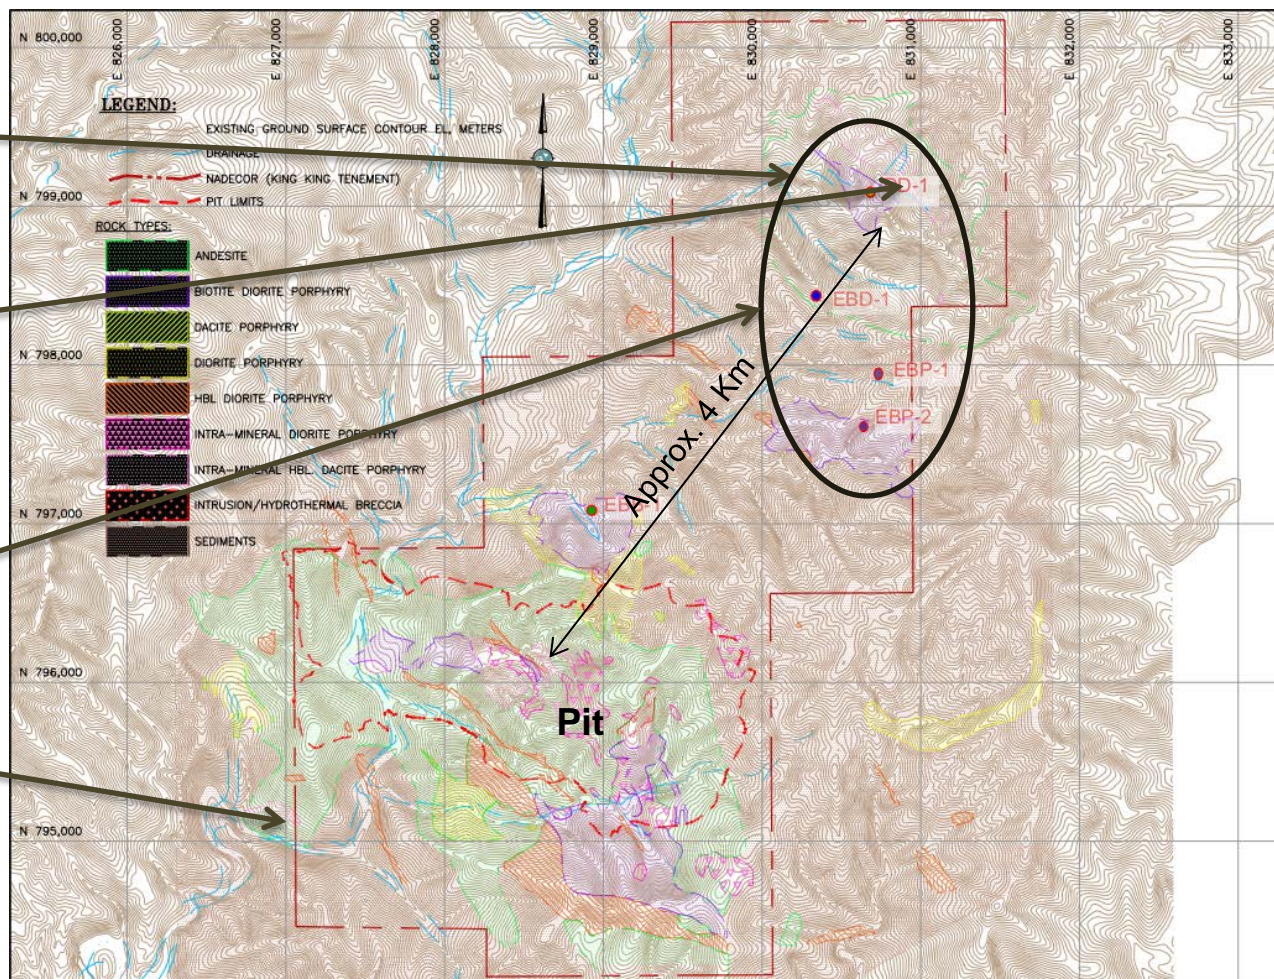 N 800,000
E 826,000
E 827,000
E 828,000
E 829,000
E 830,000
E 831,000
E 832,000
E 833,000
LEGEND:
EXISTING GROUND SURFACE CONTOUR EL, METERS
DRAINAGE
NADECOR (KING KING TENEMENT)
PIT LIMITS
N 799,000
ROCK TYPES:
ANDESITE
BIOTITE DIORITE PORPHYRY
DACITE PORPHYRY
N 798,000
DIORITE PORPHYRY
HBL DIORITE PORPHYRY
INTRA-MINERAL DIORITE PORPHYRY
INTRA-MINERAL HBL. DACITE PORPHYRY
INTRUSION/HYDROTHERMAL BRECCIA
N 797,000
SEDIMENTS
EBD-1
EBP-1
EBP-2
Approx. 4 Km
N 796,000
Pit
N 795,000